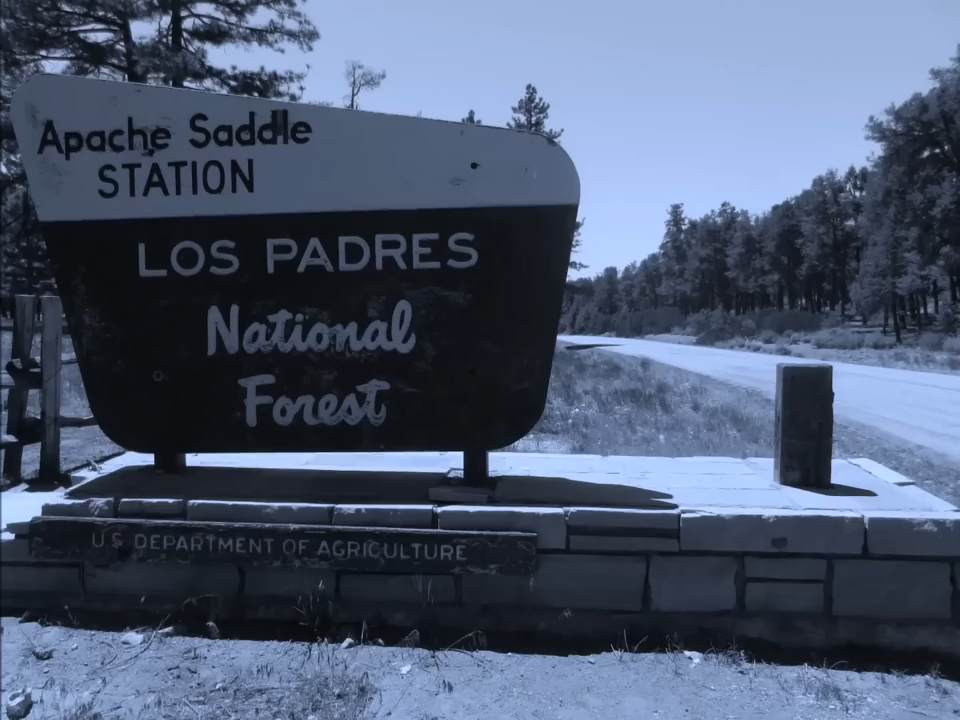 Apache Saddle
STATION
LOS PADRES
National
Forest
U.S. DEPARTMENT OF AGRICULTURE